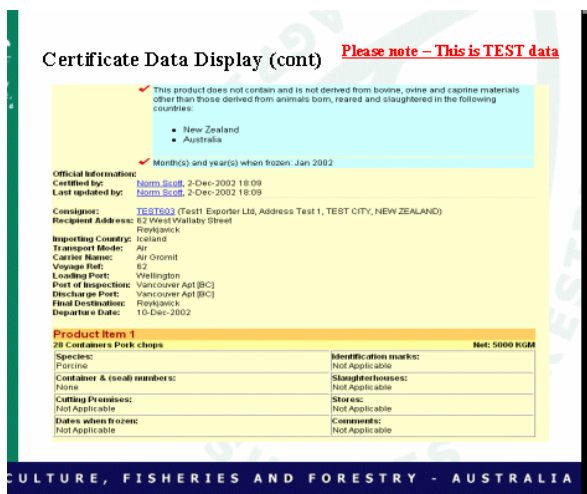 Certificate Data Display (cont)
Please note – This is TEST data
This product does not contain and is not derived from bovine, ovine and caprine materials
other than those derived from animals born, reared and slaughtered in the following
countries:
• New Zealand
• Australia
Month(s) and year(s) when frozen: Jan 2002
Official Information:
Certified by: Norm Scott, 2-Dec-2002 18:09
Last updated by: Norm Scott, 2-Dec-2002 18:09
Consignor: TEST603 (Test1 Exporter Ltd, Address Test 1, TEST CITY, NEW ZEALAND)
Recipient Address: 62 West Wallaby Street
Reykjavick
Importing Country: Iceland
Transport Mode: Air
Carrier Name: Air Gromit
Voyage Ref: 62
Loading Port: Wellington
Port of Inspection: Vancouver Apt [BC]
Discharge Port: Vancouver Apt [BC]
Final Destination: Reykjavick
Departure Date: 10-Dec-2002
Product Item 1
28 Containers Pork chops Net: 5000 KGM
Species: Identification marks:
Porcine Not Applicable
Container & (seal) numbers: Slaughterhouses:
None Not Applicable
Cutting Premises: Stores:
Not Applicable Not Applicable
Dates when frozen: Comments:
Not Applicable Not Applicable
CULTURE, FISHERIES AND FORESTRY - AUSTRALIA